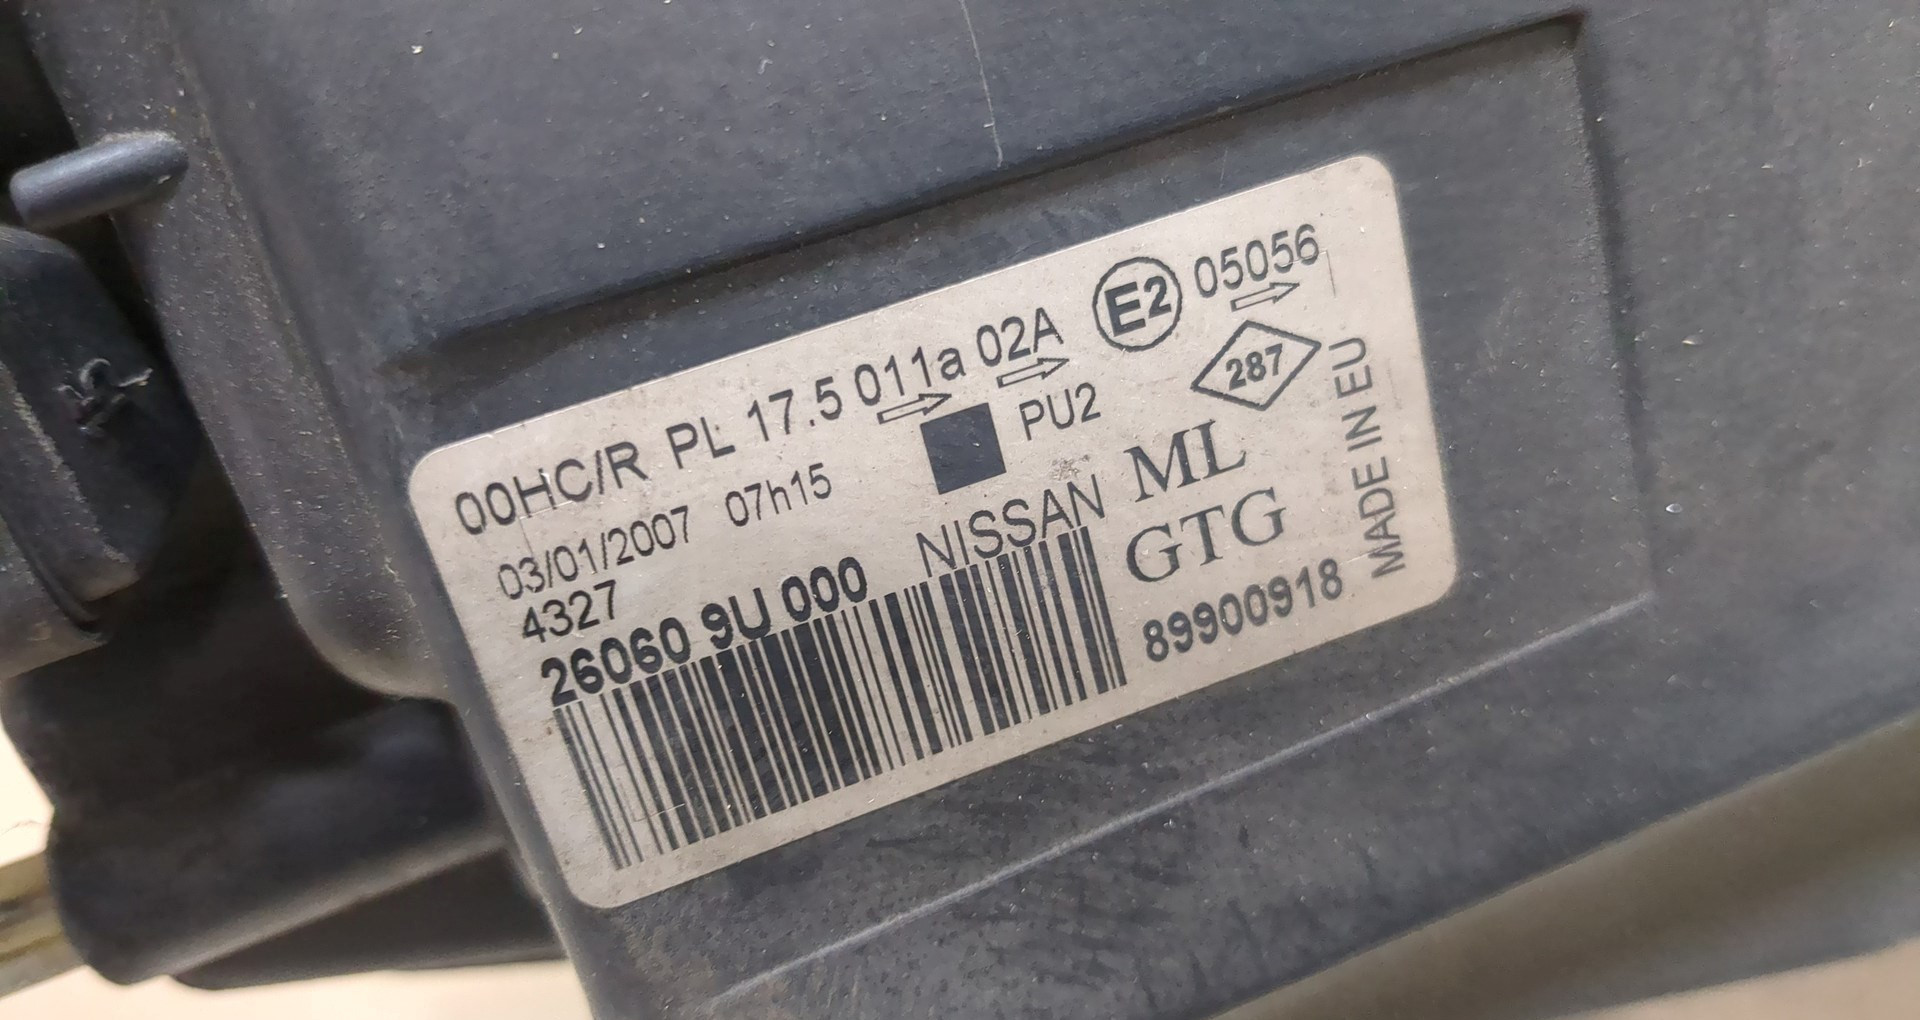 00HC/R PL 17.5 011a 02A E2 05056
03/01/2007 07h15 PU2 287
4327 NISSAN ML
26060 9U 000 GTG
89900918
MADE IN EU